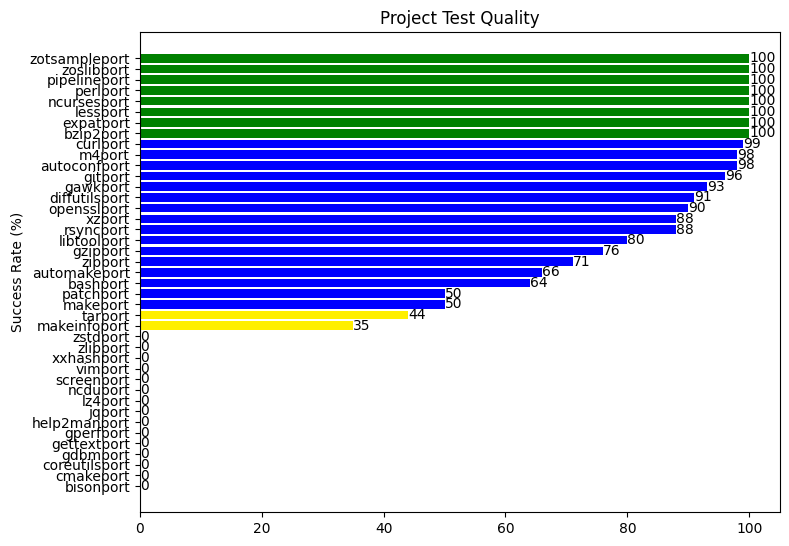 Project Test Quality
Success Rate (%)
zotsampleport 100
zoslibport 100
pipelineport 100
perlport 100
ncursesport 100
lessport 100
expatport 100
bzip2port 100
curlport 99
m4port 98
autoconfport 98
gitport 96
gawkport 93
diffutilsport 91
opensslport 90
xzport 88
rsyncport 88
libtoolport 80
gzipport 76
zipport 71
automakeport 66
bashport 64
patchport 50
makeport 50
tarport 44
makeinfoport 35
zstdport 0
zlibport 0
xxhashport 0
vimport 0
screenport 0
ncduport 0
lz4port 0
jqport 0
help2manport 0
gperfport 0
gettextport 0
gdbmport 0
coreutilsport 0
cmakeport 0
bisonport 0
0 20 40 60 80 100